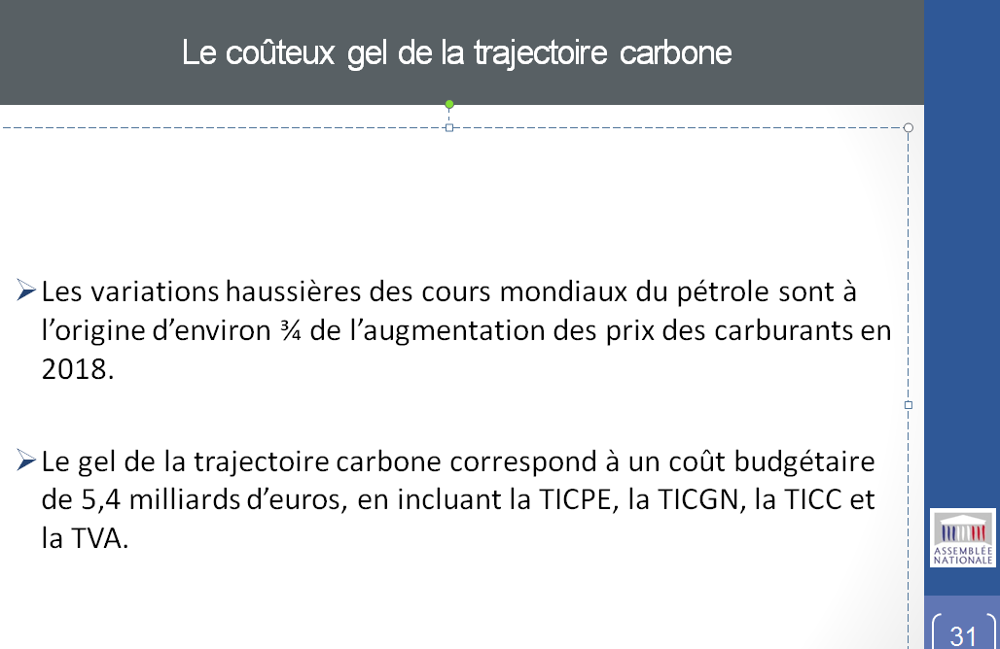 Le coûteux gel de la trajectoire carbone
Les variations haussières des cours mondiaux du pétrole sont à
l’origine d’environ ¾ de l’augmentation des prix des carburants en
2018.
Le gel de la trajectoire carbone correspond à un coût budgétaire
de 5,4 milliards d’euros, en incluant la TICPE, la TICGN, la TICC et
la TVA.
ASSEMBLÉE
NATIONALE
31